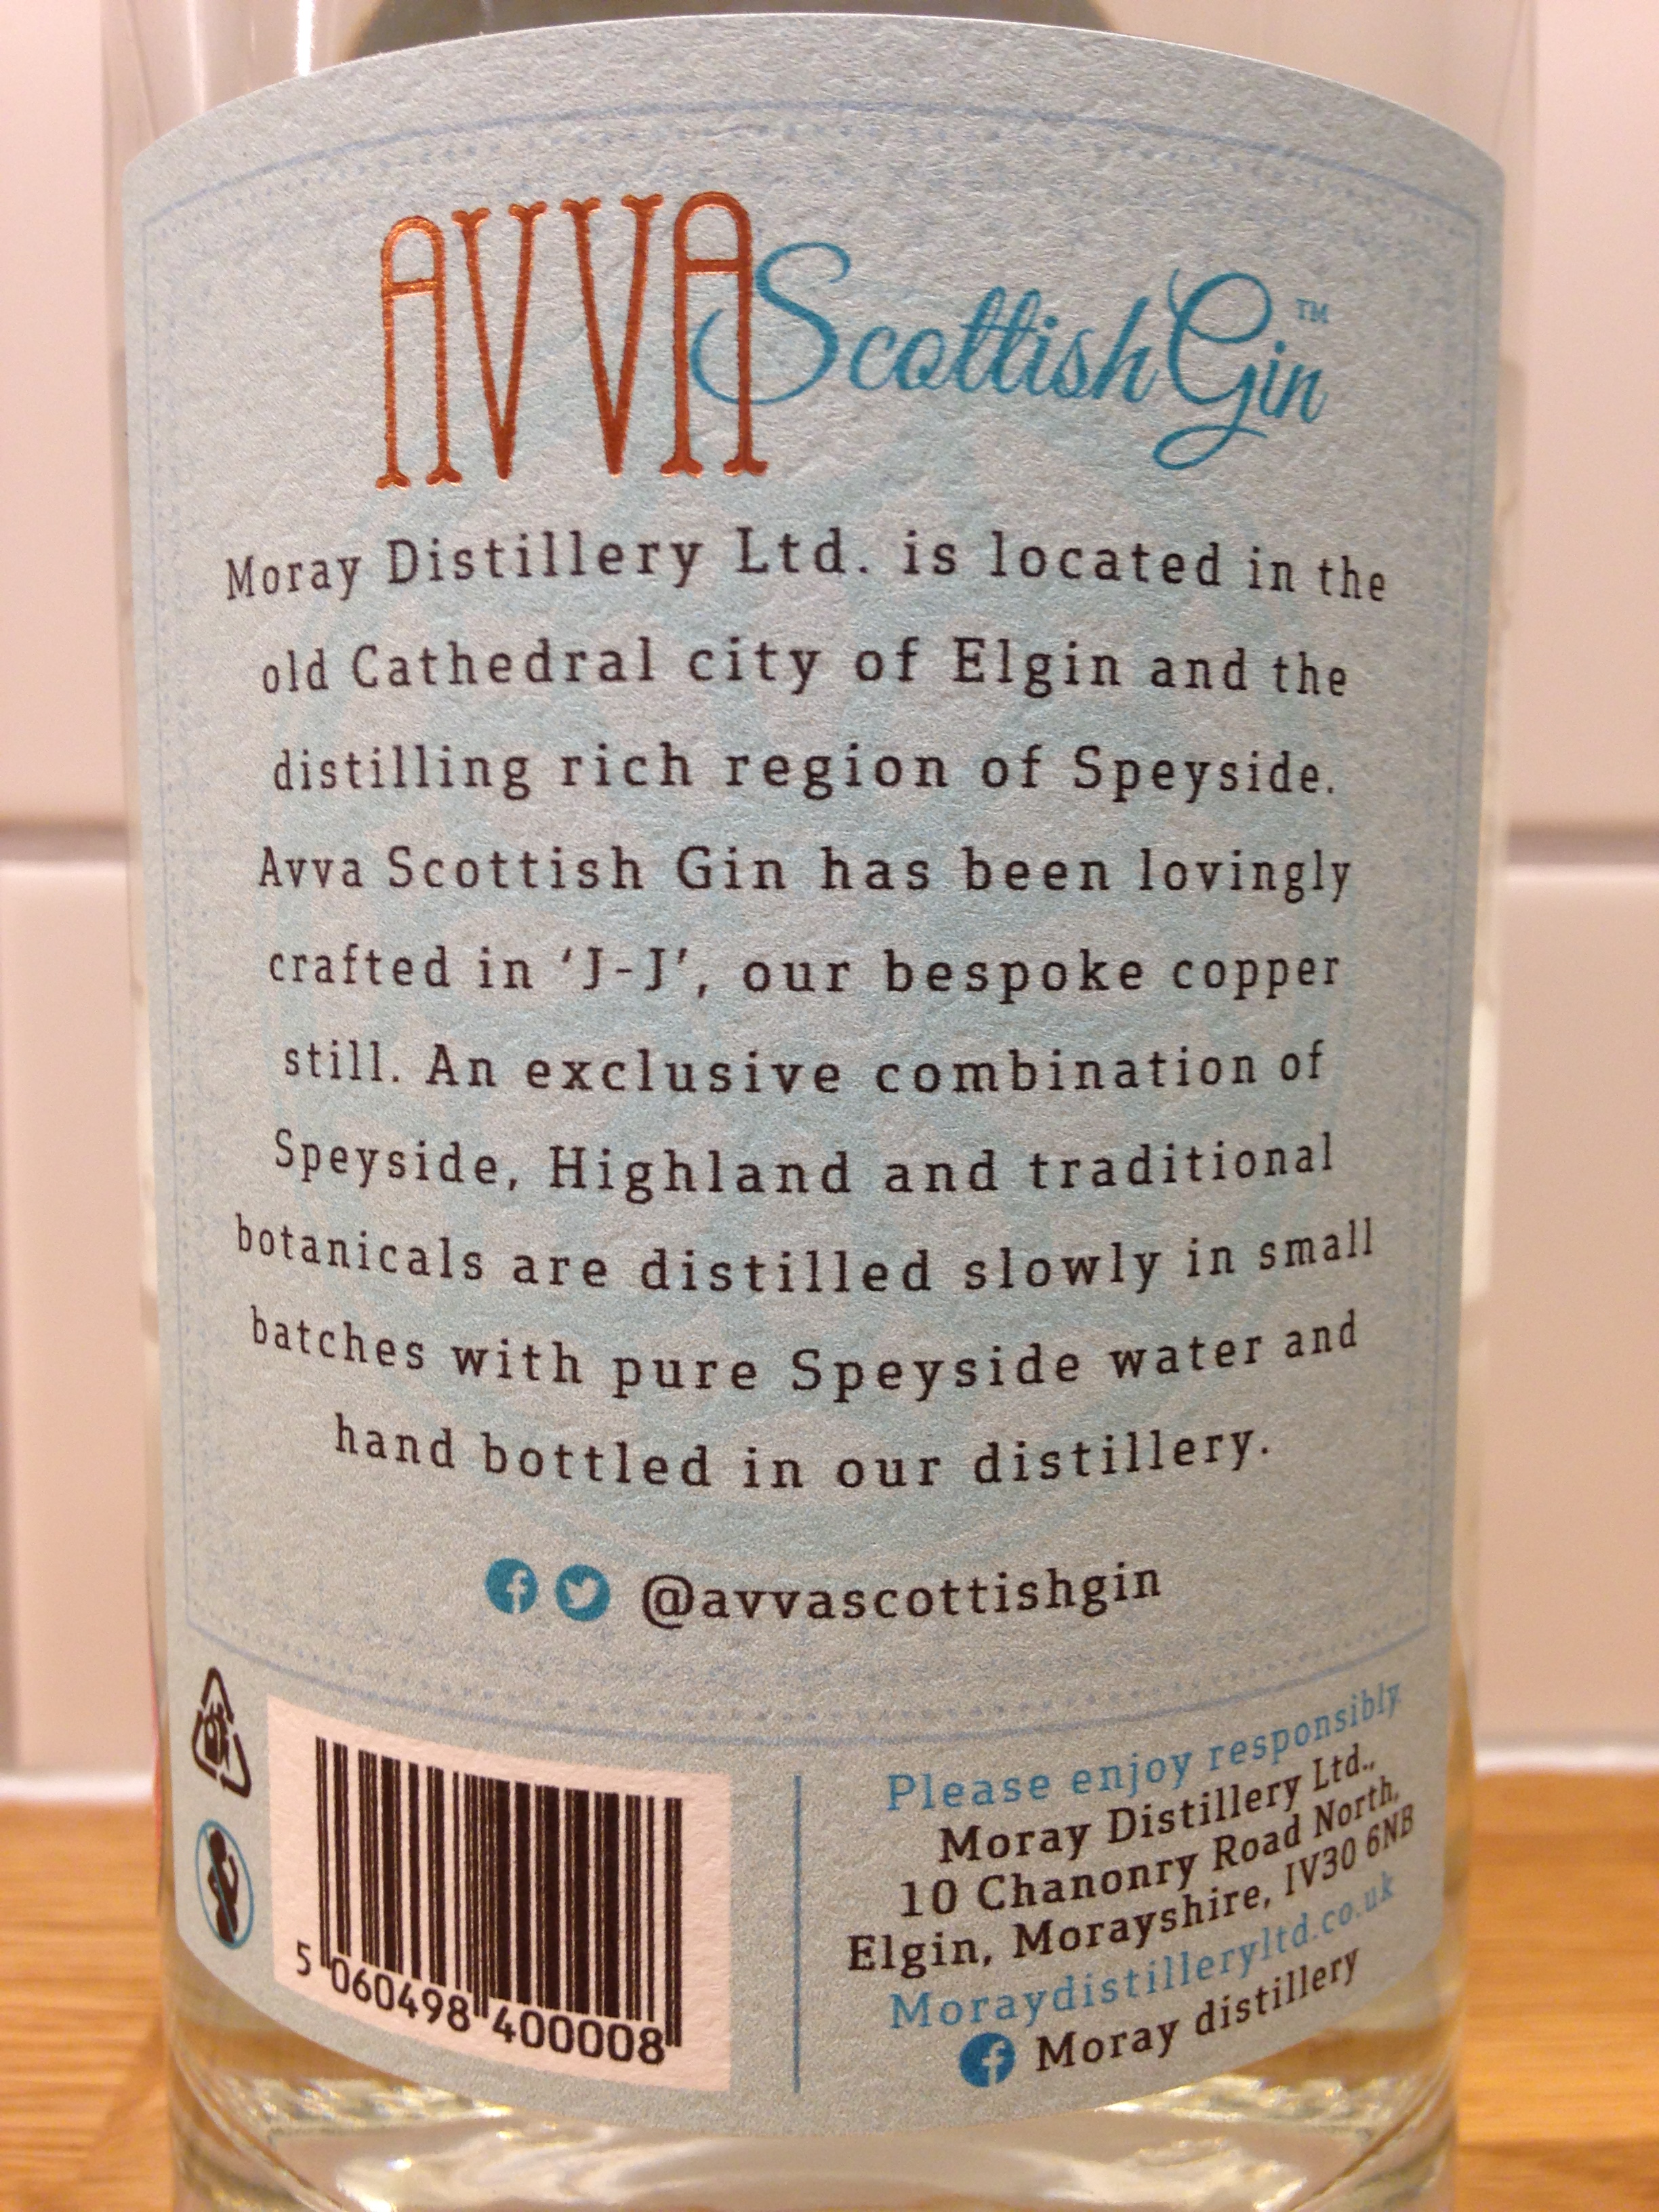 AVVA Scottish Gin™
Moray Distillery Ltd. is located in the
old Cathedral city of Elgin and the
distilling rich region of Speyside.
Avva Scottish Gin has been lovingly
crafted in ‘J-J’, our bespoke copper
still. An exclusive combination of
Speyside, Highland and traditional
botanicals are distilled slowly in small
batches with pure Speyside water and
hand bottled in our distillery.
@avvascottishgin
Please enjoy responsibly
Moray Distillery Ltd.,
10 Chanonry Road North,
Elgin, Morayshire, IV30 6NB
Moraydistilleryltd.co.uk
Moray distillery
5 060498 400008